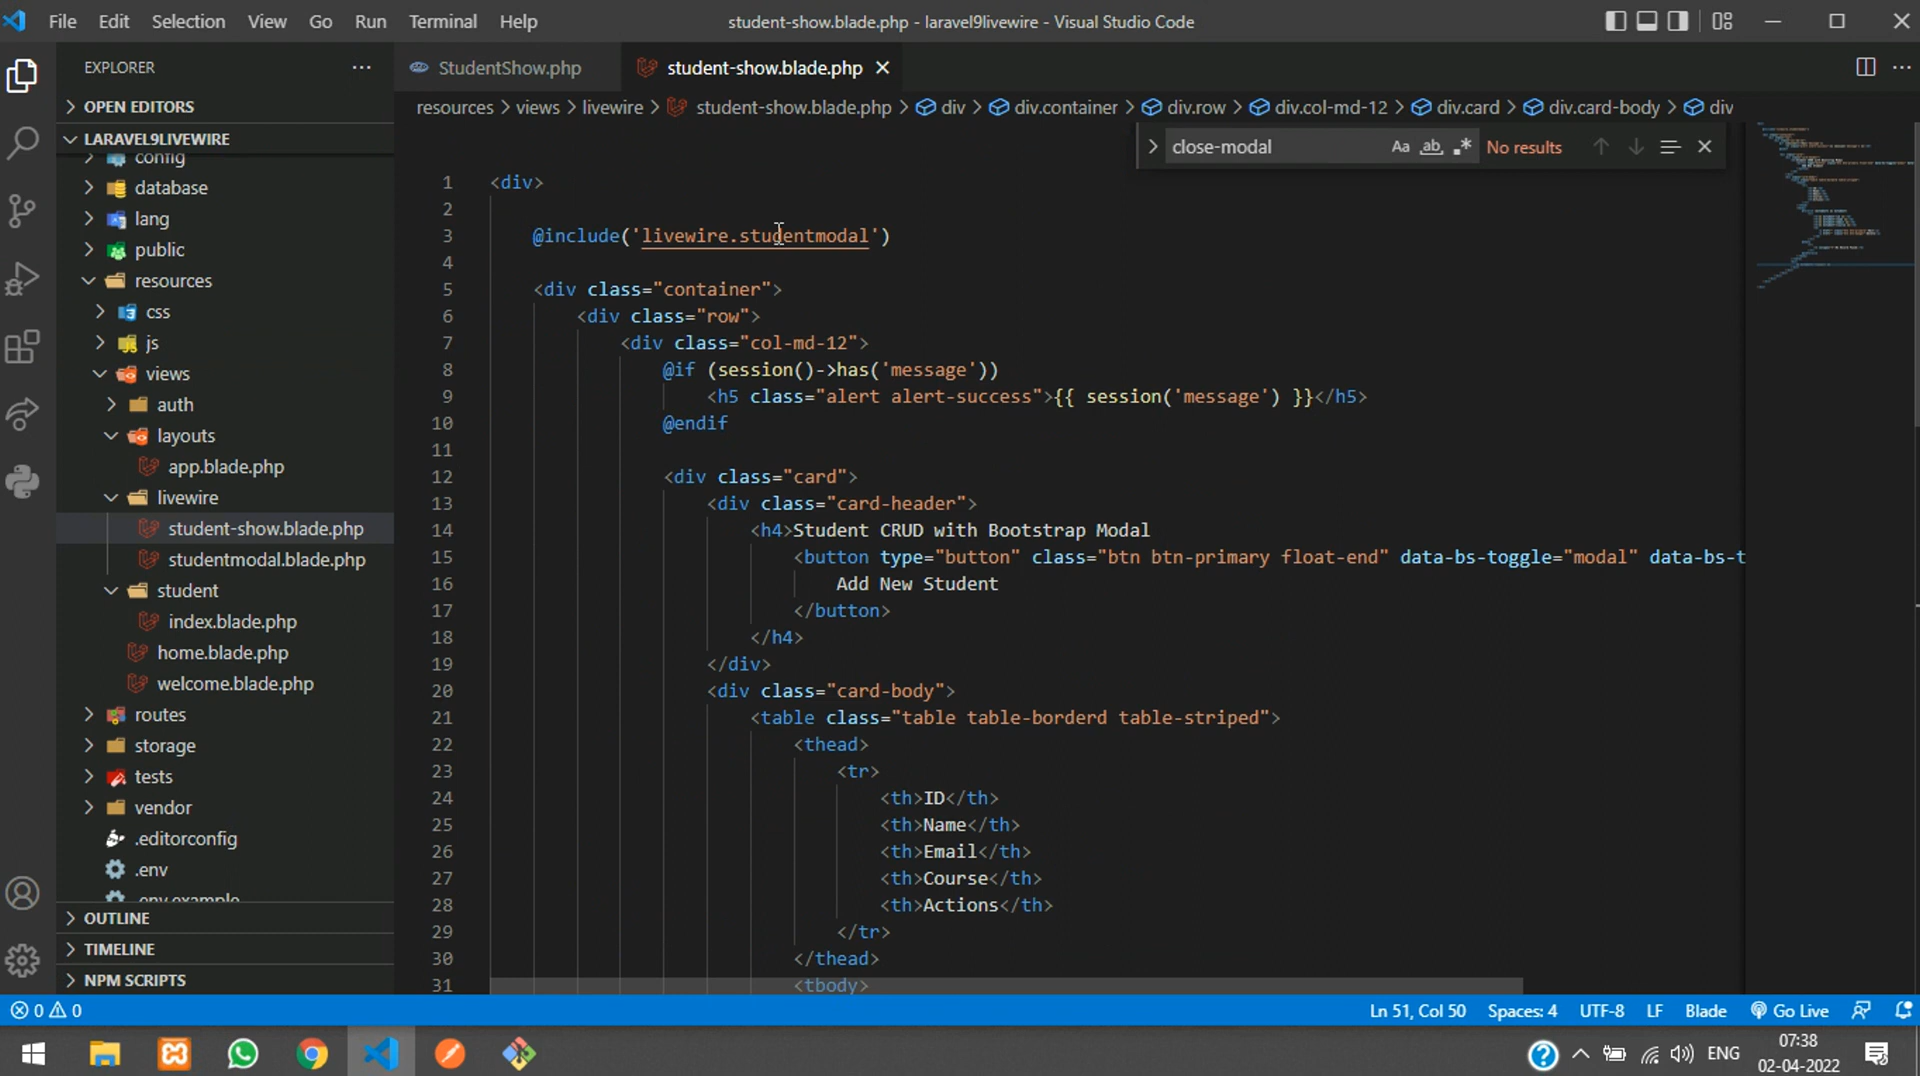 File Edit Selection View Go Run Terminal Help
student-show.blade.php - laravel9livewire - Visual Studio Code
EXPLORER
StudentShow.php
student-show.blade.php
OPEN EDITORS
resources > views > livewire > student-show.blade.php > div > div.container > div.row > div.col-md-12 > div.card > div.card-body > div
LARAVEL9LIVEWIRE
close-modal
Aa ab .*
No results
config
database
lang
public
resources
css
js
views
auth
layouts
app.blade.php
livewire
student-show.blade.php
studentmodal.blade.php
student
index.blade.php
home.blade.php
welcome.blade.php
routes
storage
tests
vendor
.editorconfig
.env
.env.example
OUTLINE
TIMELINE
NPM SCRIPTS
1 <div>
2
3 @include('livewire.studentmodal')
4
5 <div class="container">
6 <div class="row">
7 <div class="col-md-12">
8 @if (session()->has('message'))
9 <h5 class="alert alert-success">{{ session('message') }}</h5>
10 @endif
11
12 <div class="card">
13 <div class="card-header">
14 <h4>Student CRUD with Bootstrap Modal
15 <button type="button" class="btn btn-primary float-end" data-bs-toggle="modal" data-bs-t
16 Add New Student
17 </button>
18 </h4>
19 </div>
20 <div class="card-body">
21 <table class="table table-borderd table-striped">
22 <thead>
23 <tr>
24 <th>ID</th>
25 <th>Name</th>
26 <th>Email</th>
27 <th>Course</th>
28 <th>Actions</th>
29 </tr>
30 </thead>
31 <tbody>
0 0
Ln 51, Col 50 Spaces: 4 UTF-8 LF Blade Go Live
ENG
07:38
02-04-2022